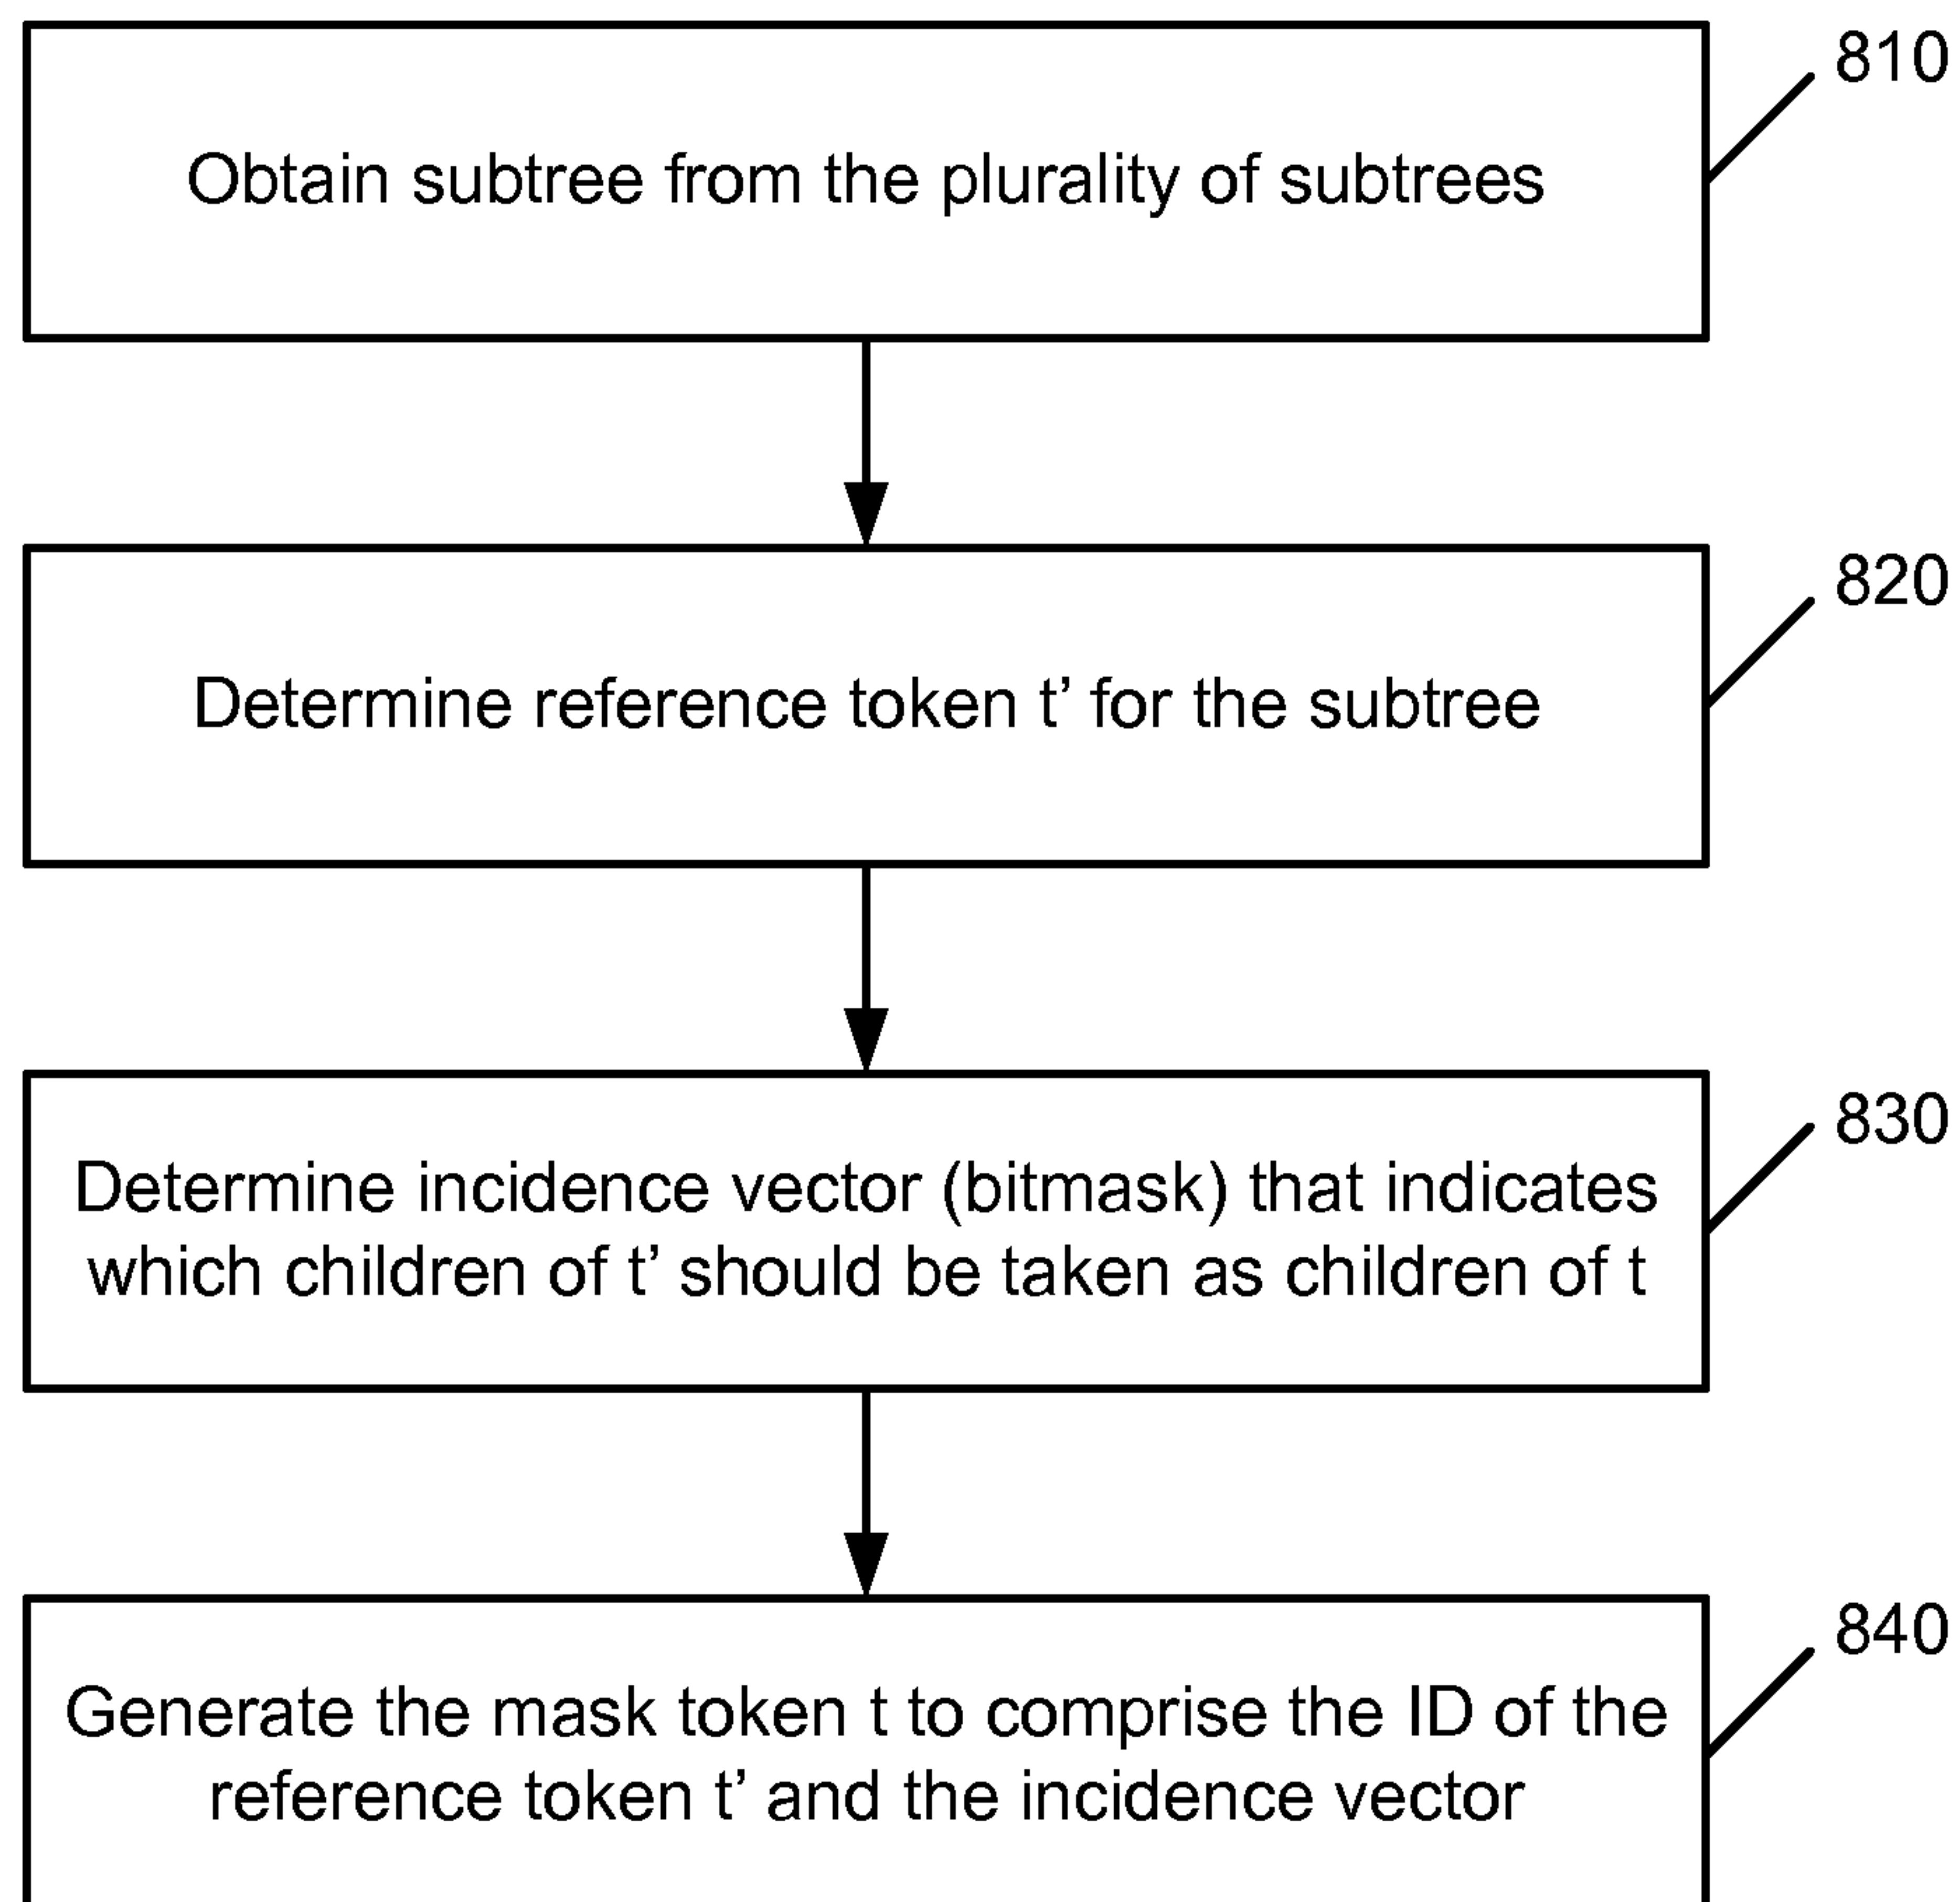 810
Obtain subtree from the plurality of subtrees
820
Determine reference token t’ for the subtree
830
Determine incidence vector (bitmask) that indicates
which children of t’ should be taken as children of t
840
Generate the mask token t to comprise the ID of the
reference token t’ and the incidence vector